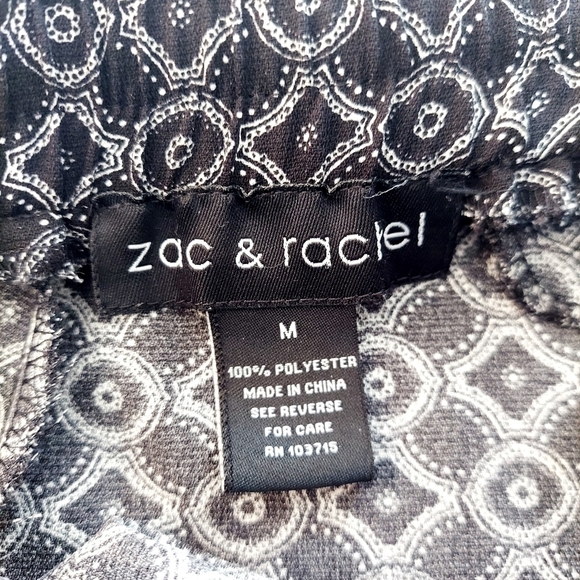 zac & rachel
M
100% POLYESTER
MADE IN CHINA
SEE REVERSE
FOR CARE
RN 103715